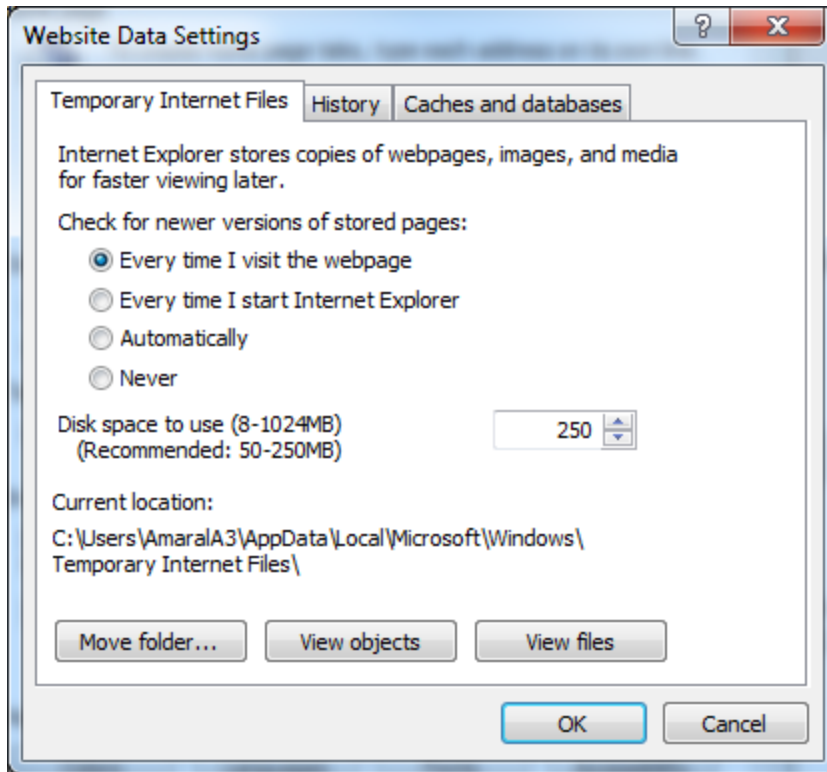 Website Data Settings
Temporary Internet Files History Caches and databases
Internet Explorer stores copies of webpages, images, and media
for faster viewing later.
Check for newer versions of stored pages:
Every time I visit the webpage
Every time I start Internet Explorer
Automatically
Never
Disk space to use (8-1024MB) 250
(Recommended: 50-250MB)
Current location:
C:\Users\AmaralA3\AppData\Local\Microsoft\Windows\
Temporary Internet Files\
Move folder... View objects View files
OK Cancel